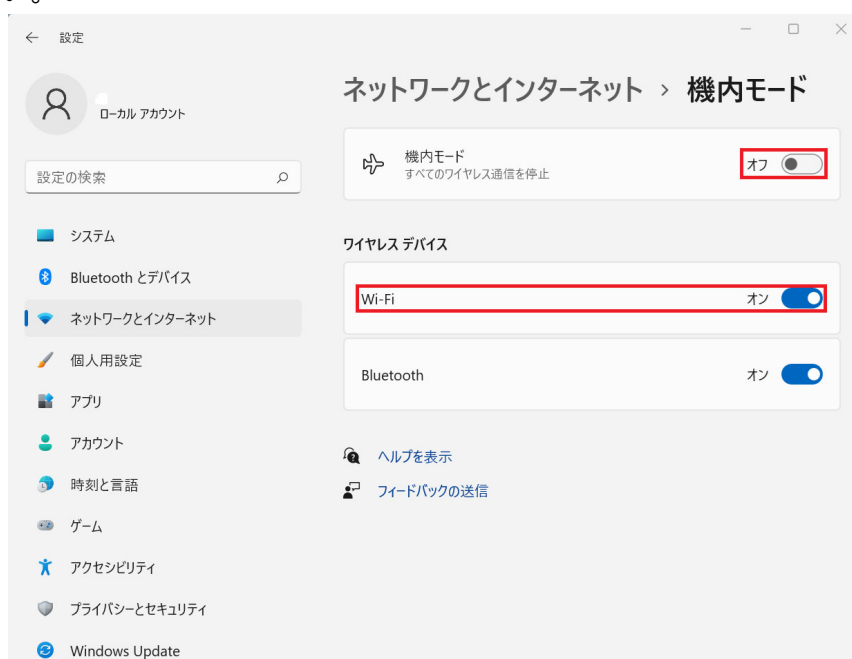 設定
ローカル アカウント
設定の検索
システム
Bluetooth とデバイス
ネットワークとインターネット
個人用設定
アプリ
アカウント
時刻と言語
ゲーム
アクセシビリティ
プライバシーとセキュリティ
Windows Update
ネットワークとインターネット › 機内モード
機内モード
すべてのワイヤレス通信を停止
オフ
ワイヤレス デバイス
Wi-Fi オン
Bluetooth オン
ヘルプを表示
フィードバックの送信